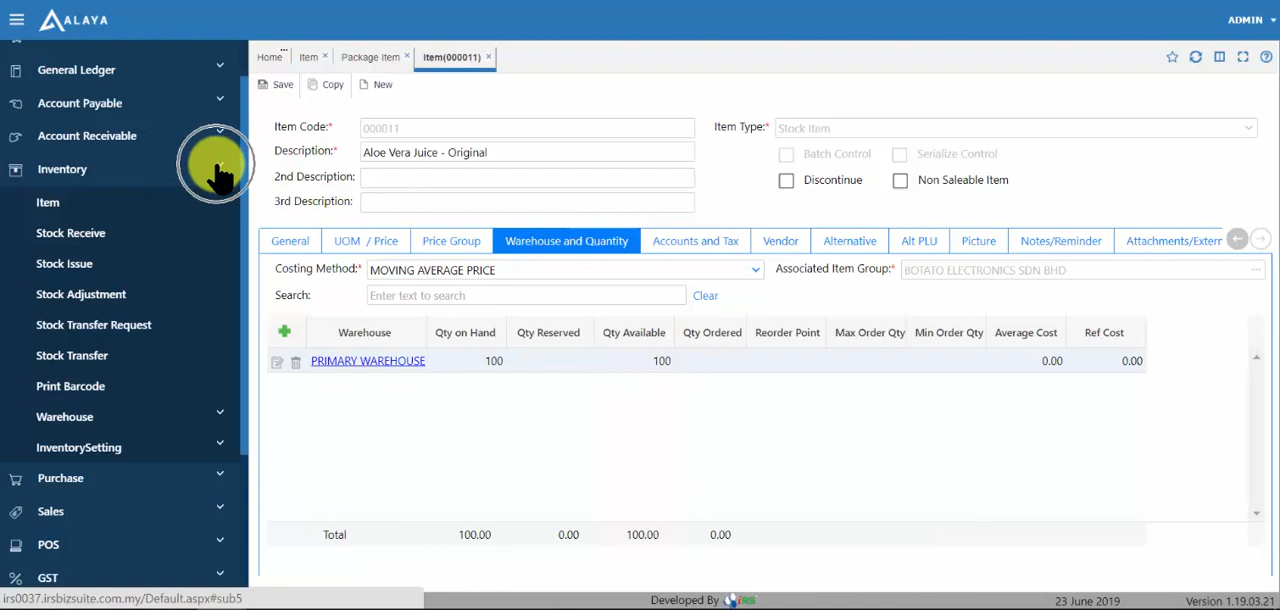 ALAYA
ADMIN
General Ledger
Account Payable
Account Receivable
Inventory
Item
Stock Receive
Stock Issue
Stock Adjustment
Stock Transfer Request
Stock Transfer
Print Barcode
Warehouse
InventorySetting
Purchase
Sales
POS
GST
irs0037.irsbizsuite.com.my/Default.aspx#sub5
Home ... Item × Package Item × Item(000011) ×
Save Copy New
Item Code:* 000011 Item Type:* Stock Item
Description:* Aloe Vera Juice - Original Batch Control Serialize Control
2nd Description: Discontinue Non Saleable Item
3rd Description:
General UOM / Price Price Group Warehouse and Quantity Accounts and Tax Vendor Alternative Alt PLU Picture Notes/Reminder Attachments/Extern
Costing Method:* MOVING AVERAGE PRICE Associated Item Group:* BOTATO ELECTRONICS SDN BHD ...
Search: Enter text to search Clear
Warehouse Qty on Hand Qty Reserved Qty Available Qty Ordered Reorder Point Max Order Qty Min Order Qty Average Cost Ref Cost
PRIMARY WAREHOUSE 100 100 0.00 0.00
Total 100.00 0.00 100.00 0.00
Developed By iRS 23 June 2019 Version 1.19.03.21